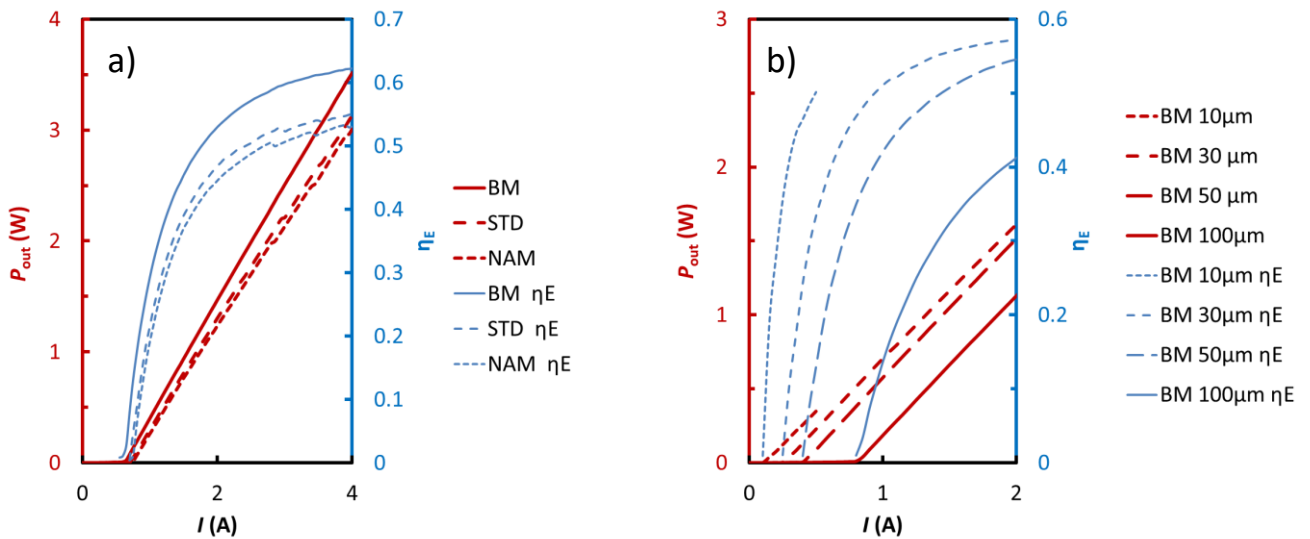 a)
4
3
2
1
0
P_out (W)
0.7
0.6
0.5
0.4
0.3
0.2
0.1
0
η_E
0 2 4
I (A)
BM
STD
NAM
BM ηE
STD ηE
NAM ηE
b)
3
2
1
0
P_out (W)
0.6
0.4
0.2
0
η_E
0 1 2
I (A)
BM 10μm
BM 30 μm
BM 50 μm
BM 100μm
BM 10μm ηE
BM 30μm ηE
BM 50μm ηE
BM 100μm ηE